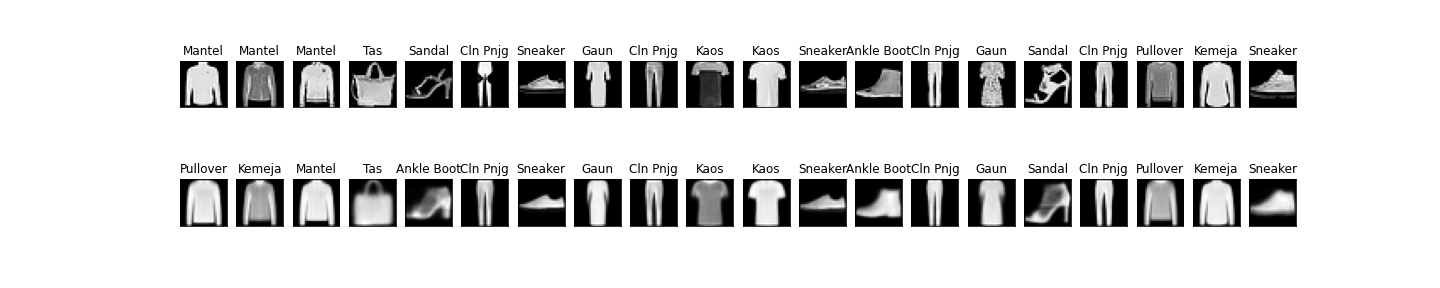 Mantel Mantel Mantel Tas Sandal Cln Pnjg Sneaker Gaun Cln Pnjg Kaos Kaos Sneaker Ankle Boot Cln Pnjg Gaun Sandal Cln Pnjg Pullover Kemeja Sneaker
Pullover Kemeja Mantel Tas Ankle Boot Cln Pnjg Sneaker Gaun Cln Pnjg Kaos Kaos Sneaker Ankle Boot Cln Pnjg Gaun Sandal Cln Pnjg Pullover Kemeja Sneaker